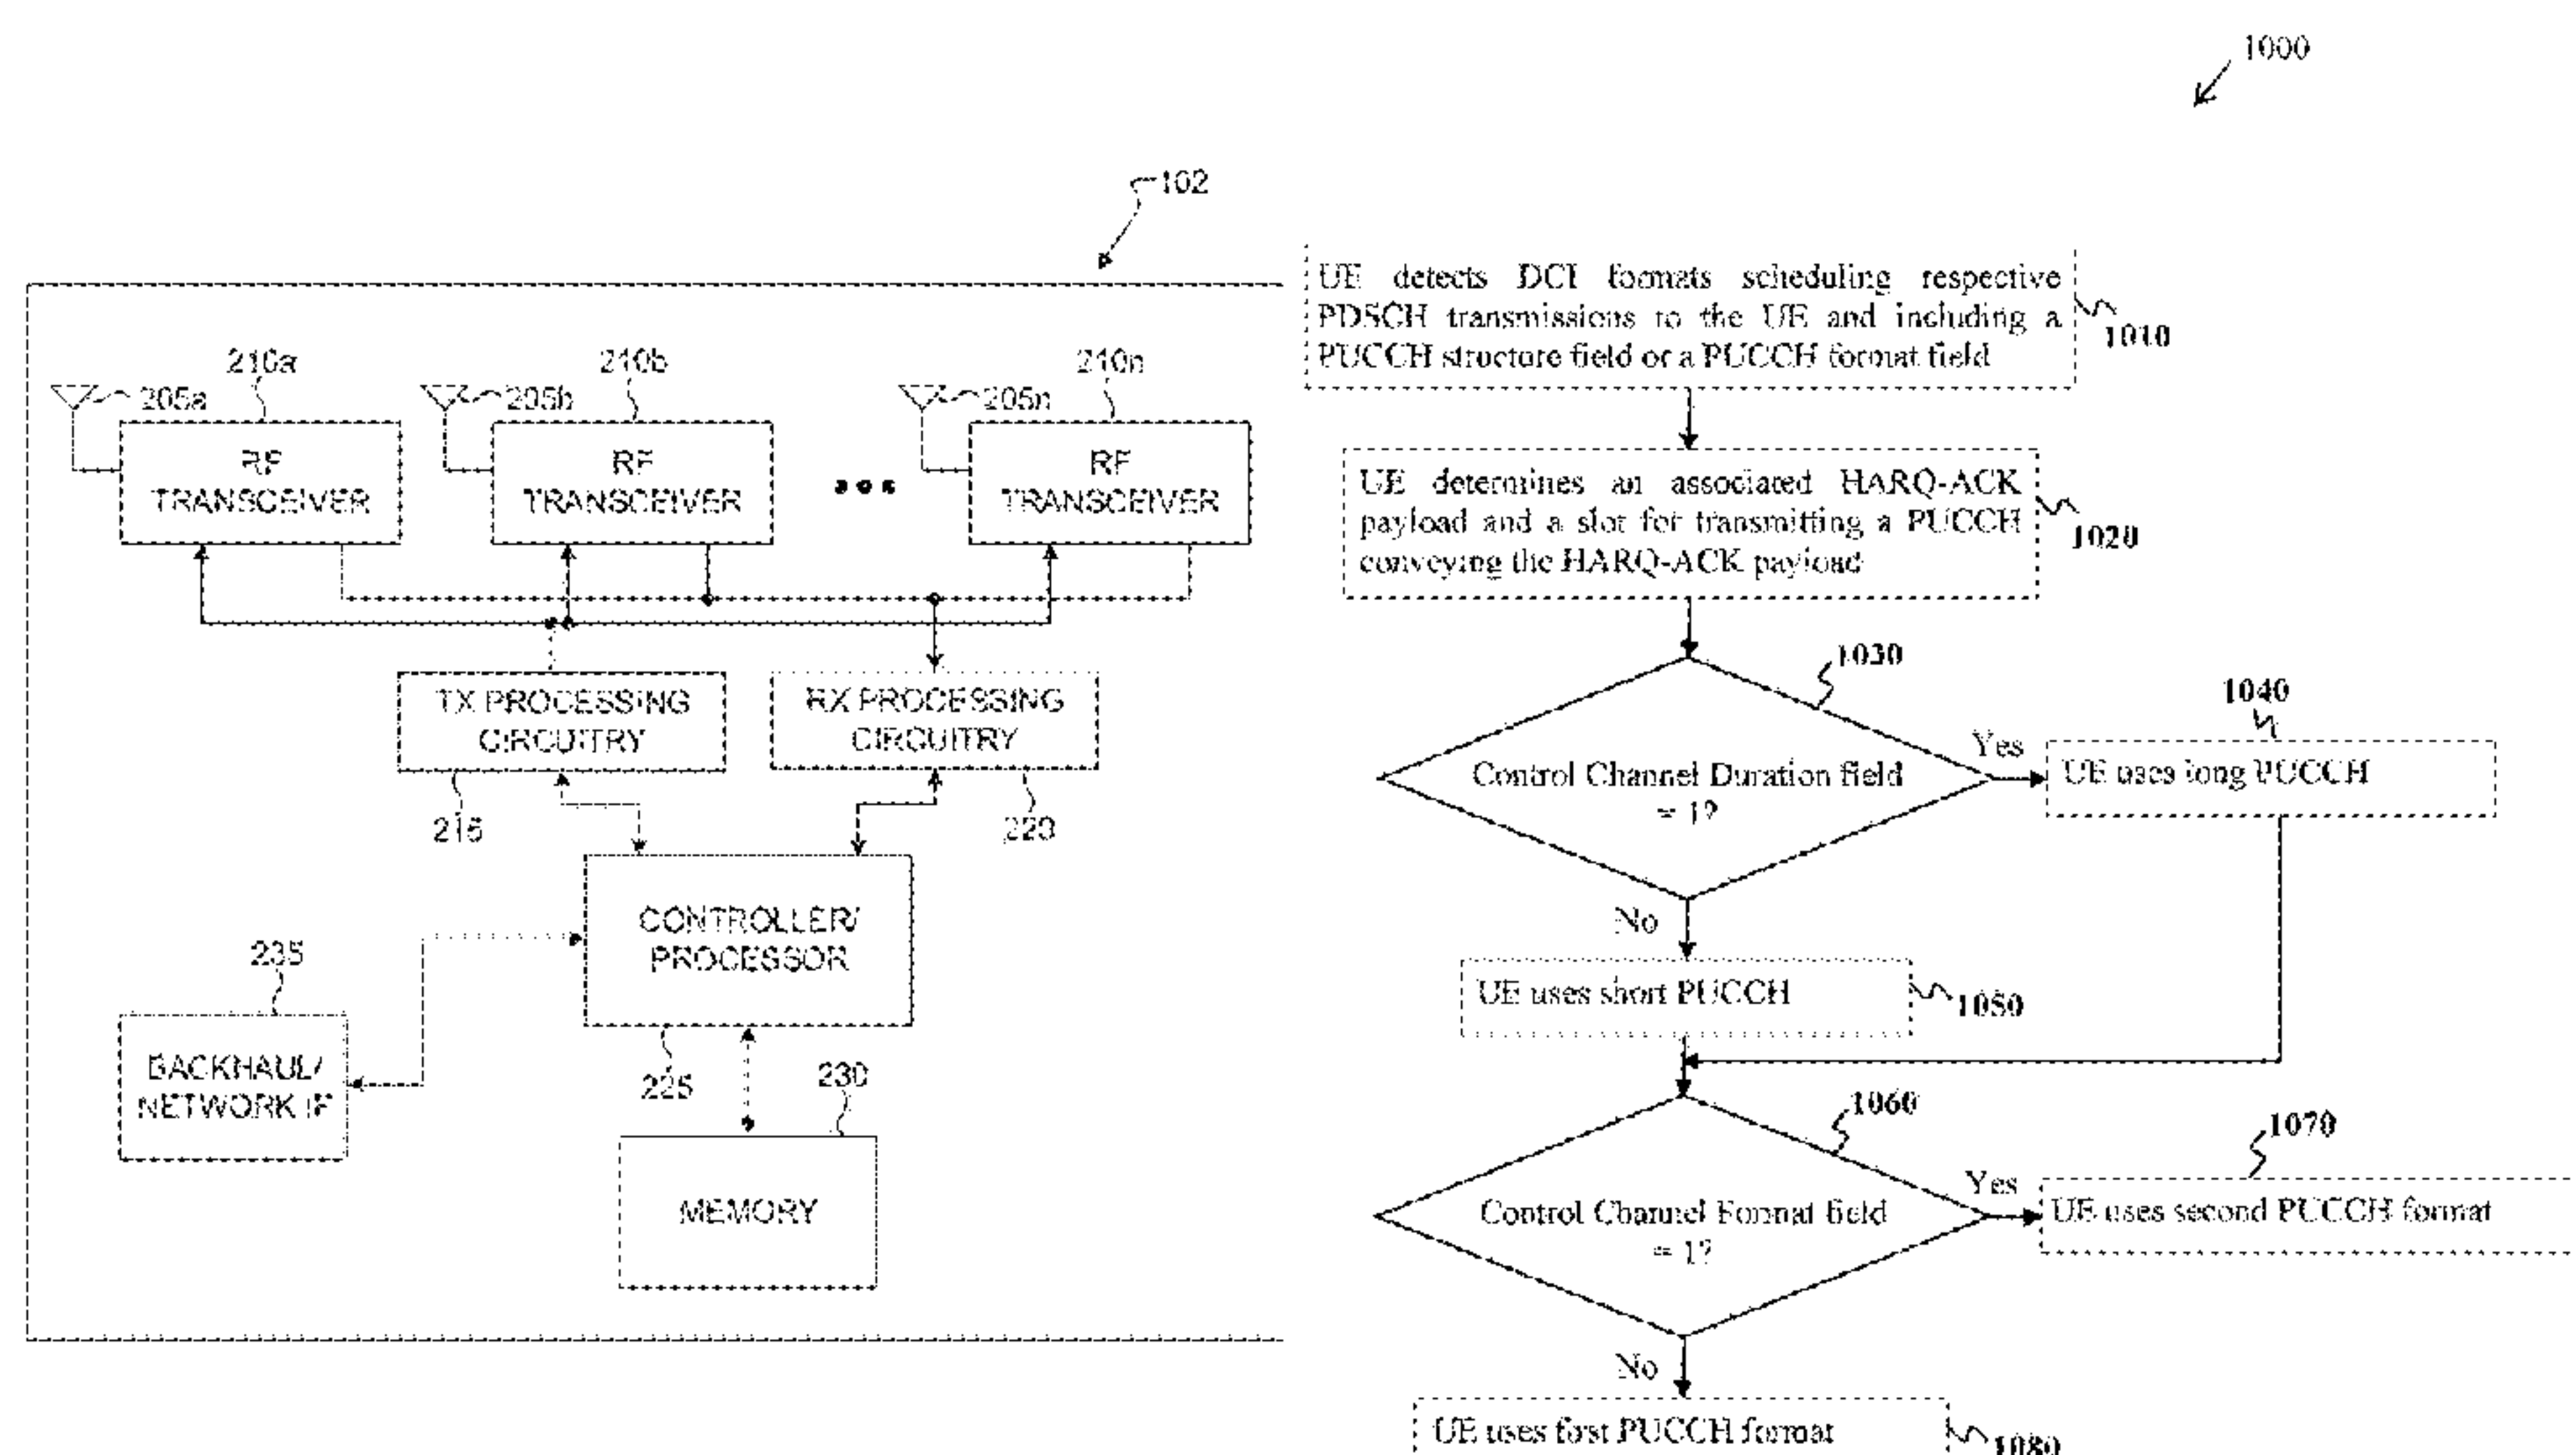 1000
102
210a
210b
210n
205a
205b
205n
RF
TRANSCEIVER
RF
TRANSCEIVER
RF
TRANSCEIVER
TX PROCESSING
CIRCUITRY
RX PROCESSING
CIRCUITRY
215
220
CONTROLLER/
PROCESSOR
235
225
230
BACKHAUL/
NETWORK IF
MEMORY
UE detects DCI formats scheduling respective
PDSCH transmissions to the UE and including a
PUCCH structure field or a PUCCH format field
1010
UE determines an associated HARQ-ACK
payload and a slot for transmitting a PUCCH
conveying the HARQ-ACK payload
1020
1030
Control Channel Duration field
= 1?
Yes
1040
UE uses long PUCCH
No
UE uses short PUCCH
1050
1060
Control Channel Format field
= 1?
Yes
1070
UE uses second PUCCH format
No
UE uses first PUCCH format
1080